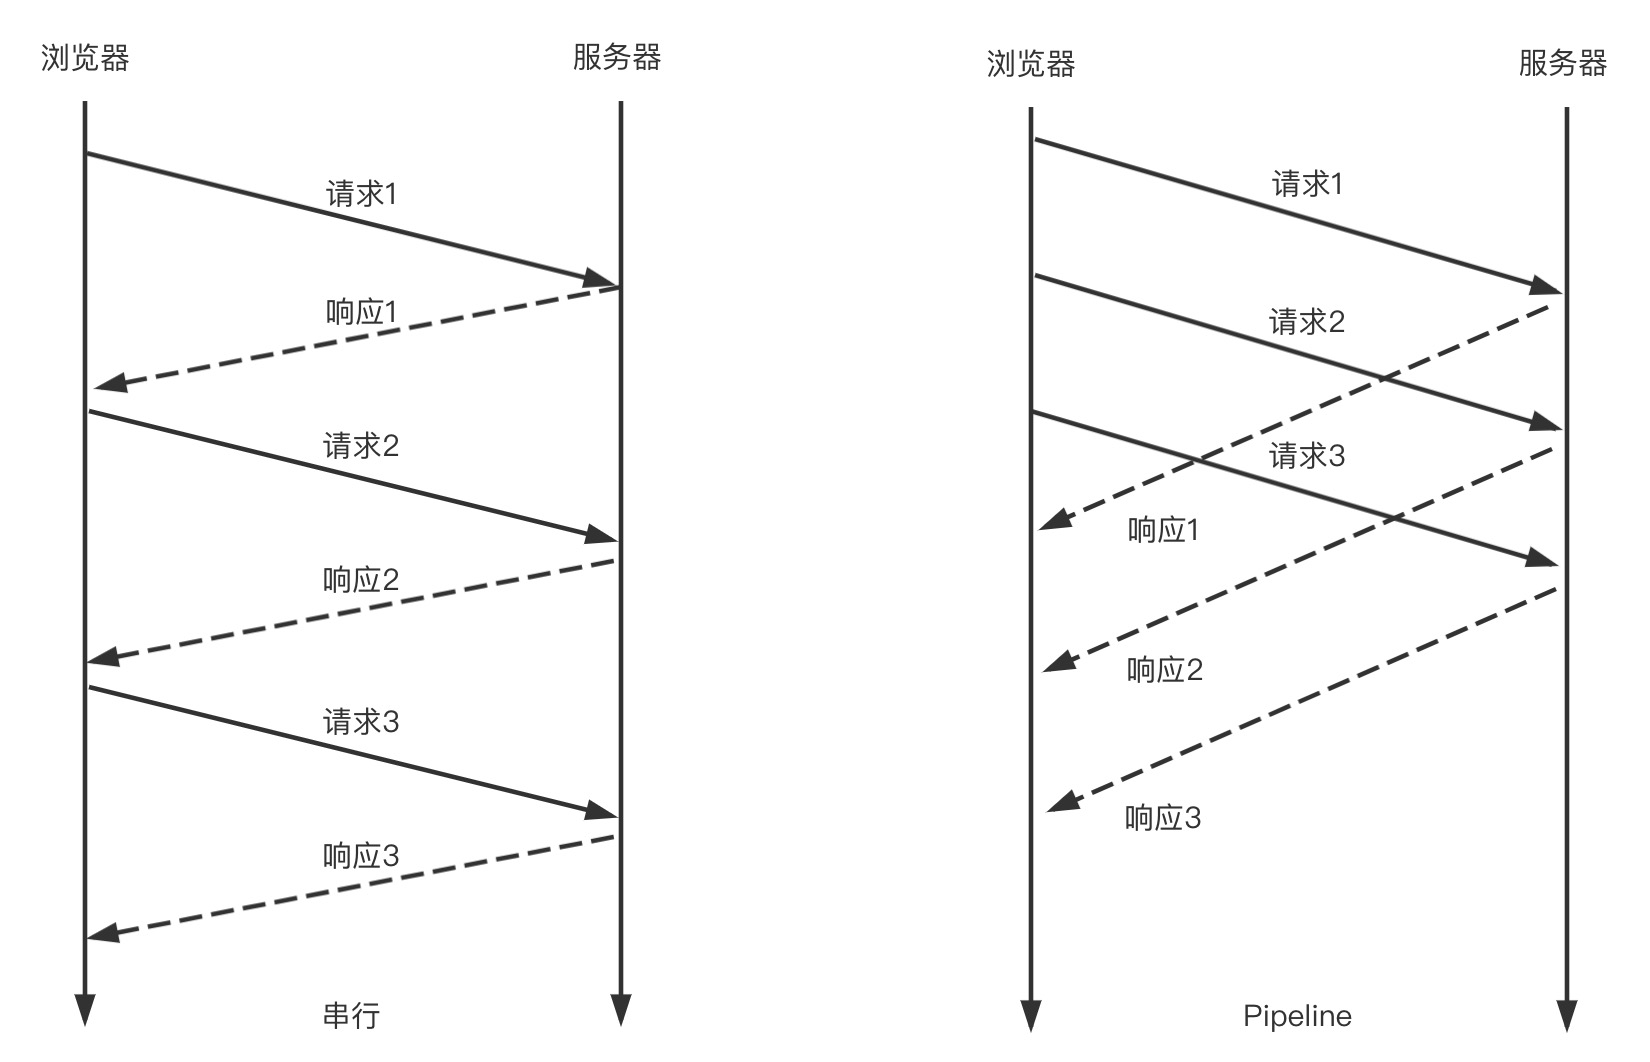 浏览器
服务器
请求1
响应1
请求2
响应2
请求3
响应3
串行
浏览器
服务器
请求1
请求2
请求3
响应1
响应2
响应3
Pipeline